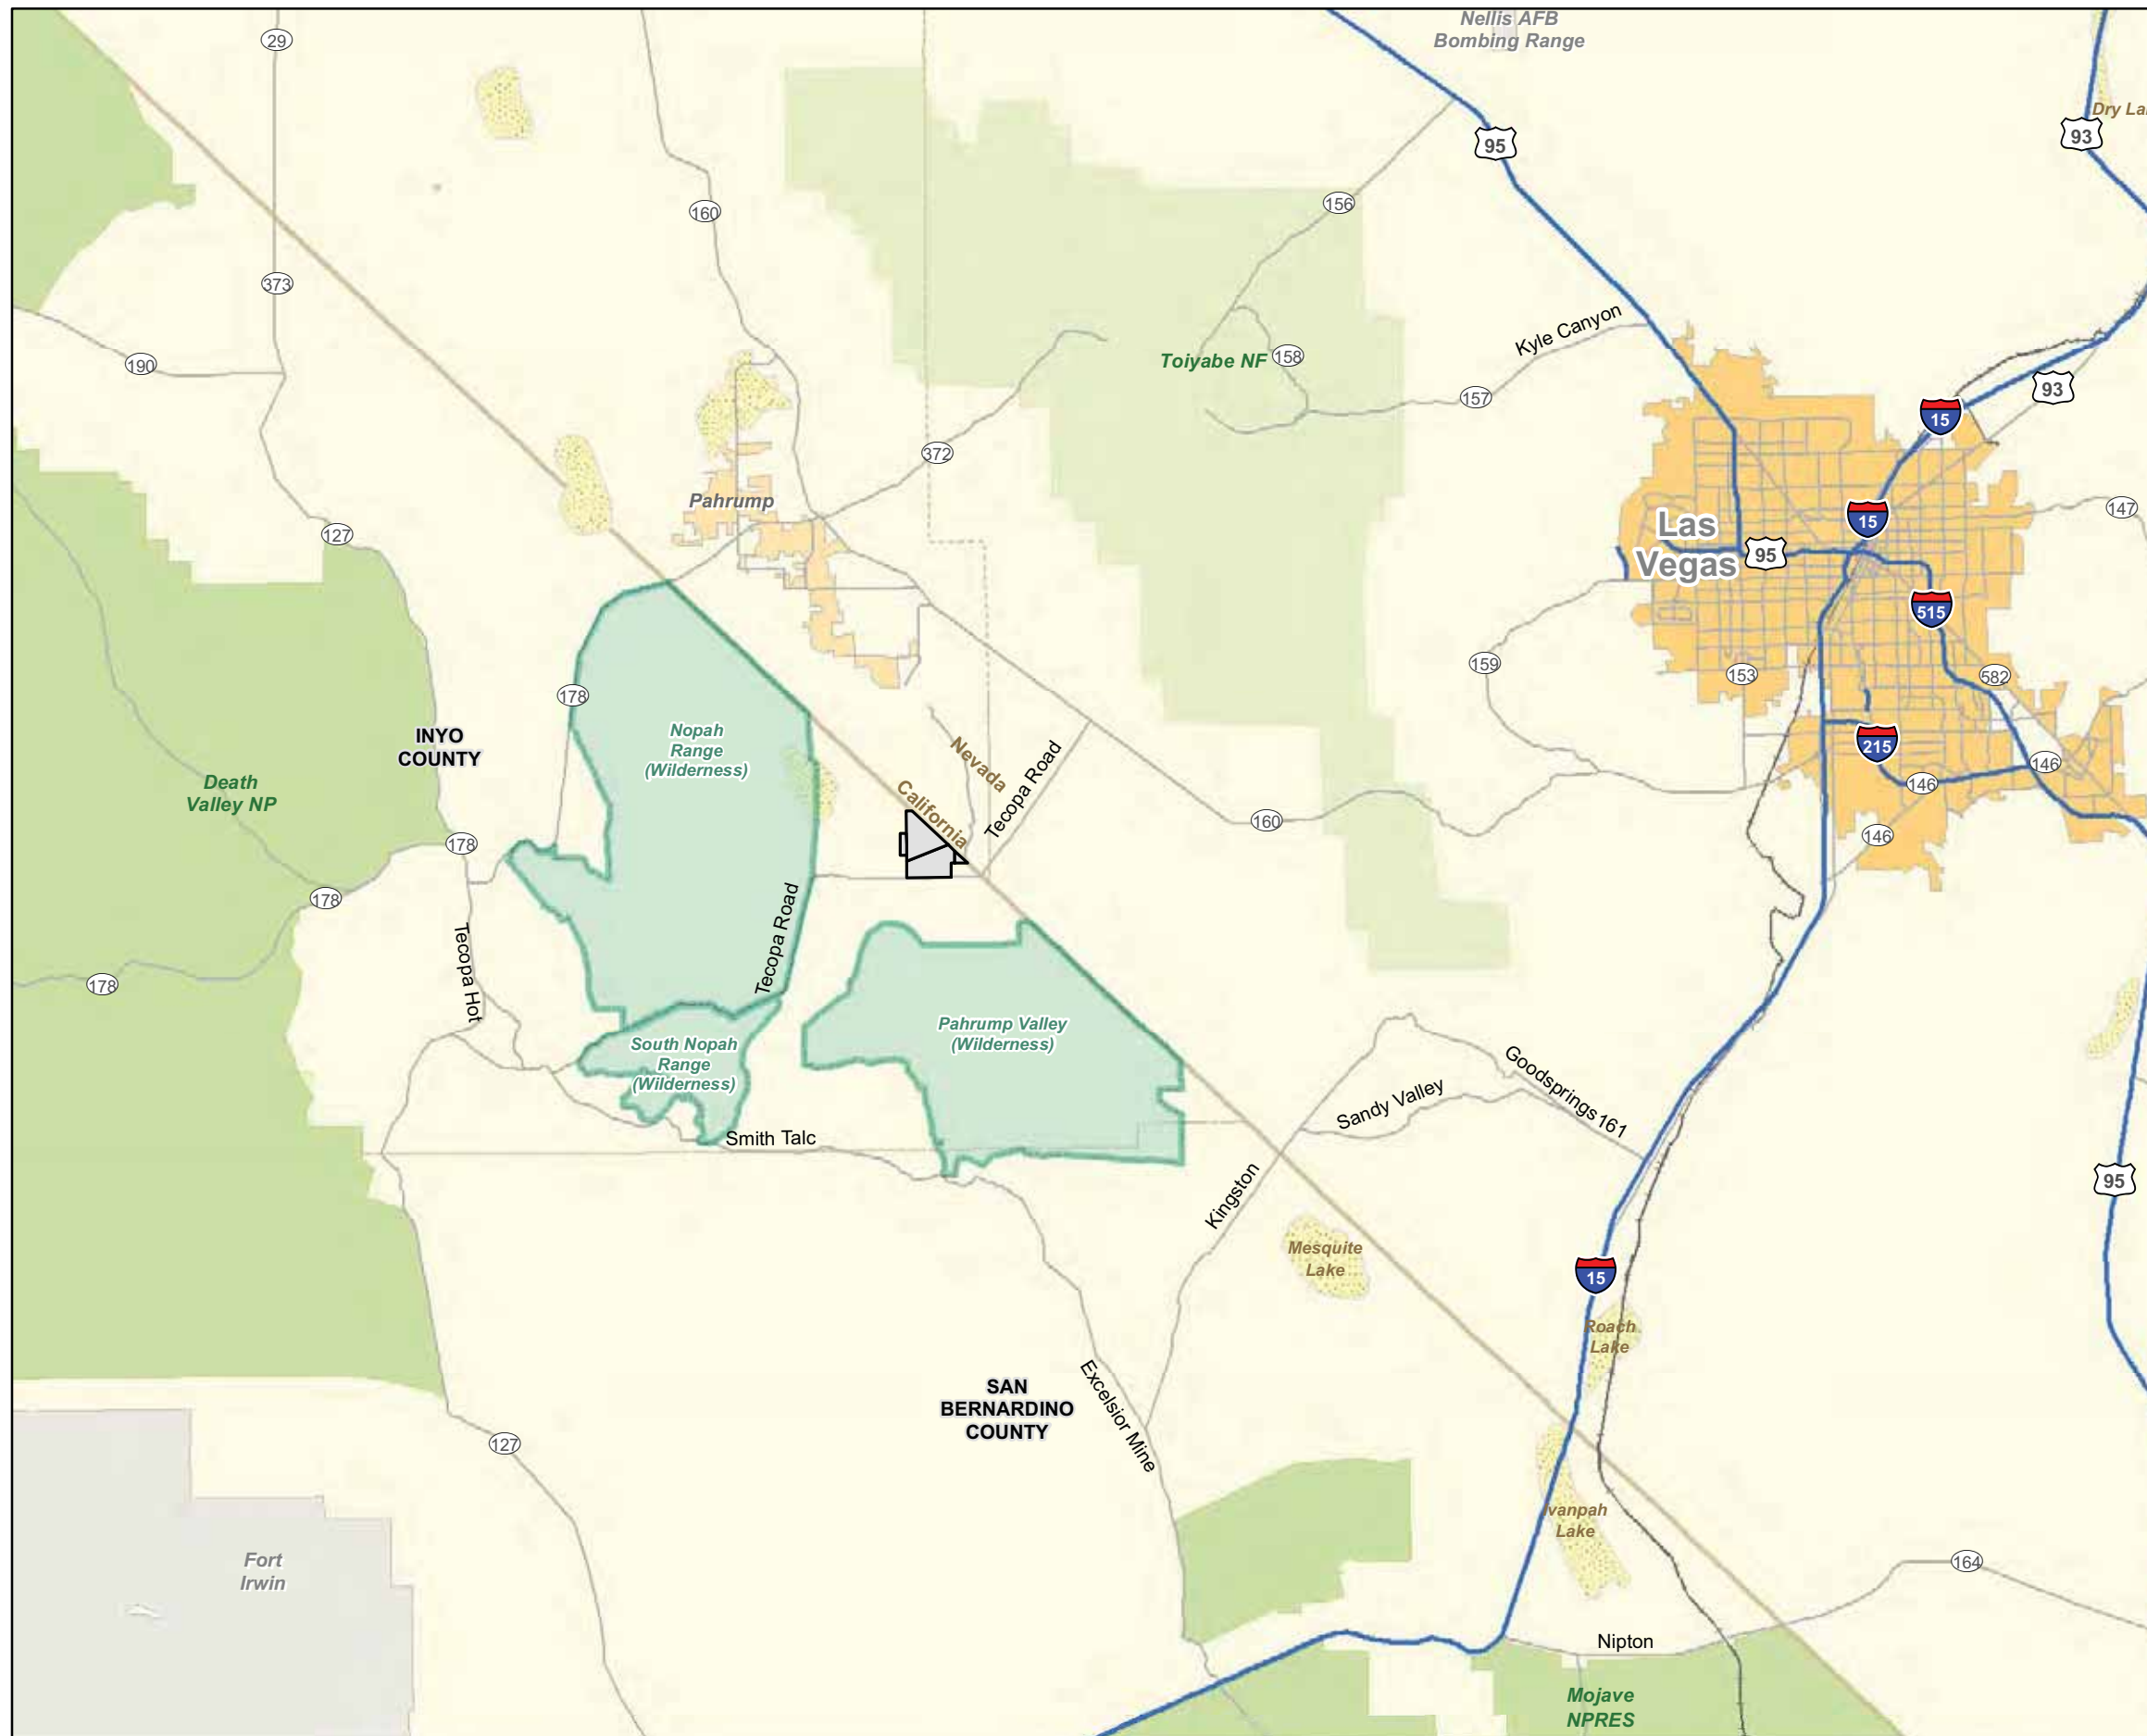 Nellis AFB
Bombing Range
29
95
93
160
156
373
Kyle Canyon
190
Toiyabe NF
158
157
93
15
372
Pahrump
127
147
Las
Vegas
15
95
515
159
153
582
178
INYO
COUNTY
Nopah
Range
(Wilderness)
Nevada
California
Tecopa Road
215
146
146
146
Death
Valley NP
160
178
178
Tecopa Road
Tecopa Hot
178
South Nopah
Range
(Wilderness)
Pahrump Valley
(Wilderness)
Goodsprings
161
Sandy Valley
Smith Talc
Kingston
95
Mesquite
Lake
15
Roach
Lake
SAN
BERNARDINO
COUNTY
Excelsior Mine
127
Ivanpah
Lake
Fort
Irwin
164
Nipton
Mojave
NPRES